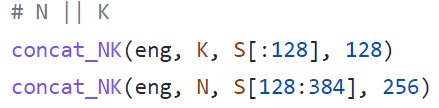 # N || K
concat_NK(eng, K, S[:128], 128)
concat_NK(eng, N, S[128:384], 256)